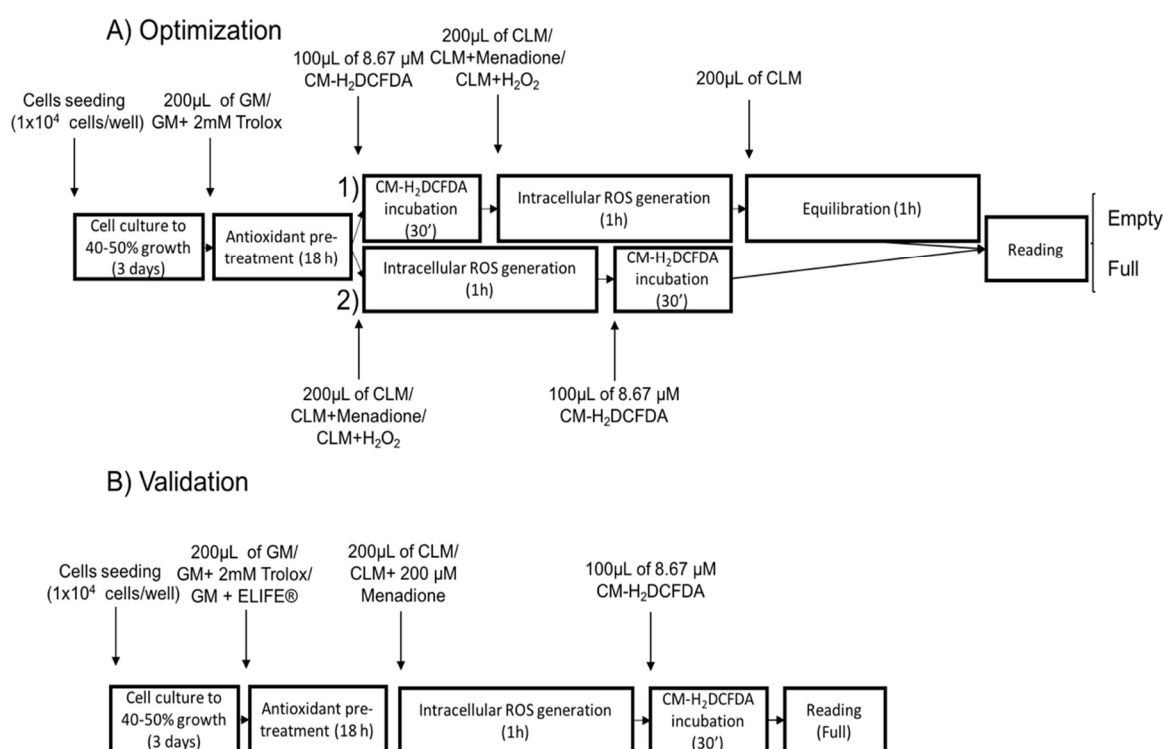 A) Optimization
Cells seeding
(1x10⁴ cells/well)
200µL of GM/
GM+ 2mM Trolox
100µL of 8.67 µM
CM-H₂DCFDA
200µL of CLM/
CLM+Menadione/
CLM+H₂O₂
200µL of CLM
Cell culture to
40-50% growth
(3 days)
Antioxidant pre-
treatment (18 h)
1)
CM-H₂DCFDA
incubation
(30')
Intracellular ROS generation
(1h)
Equilibration (1h)
2)
Intracellular ROS generation
(1h)
CM-H₂DCFDA
incubation
(30')
Reading
Empty
Full
200µL of CLM/
CLM+Menadione/
CLM+H₂O₂
100µL of 8.67 µM
CM-H₂DCFDA
B) Validation
Cells seeding
(1x10⁴ cells/well)
200µL of GM/
GM+ 2mM Trolox/
GM + ELIFE®
200µL of CLM/
CLM+ 200 µM
Menadione
100µL of 8.67 µM
CM-H₂DCFDA
Cell culture to
40-50% growth
(3 days)
Antioxidant pre-
treatment (18 h)
Intracellular ROS generation
(1h)
CM-H₂DCFDA
incubation
(30')
Reading
(Full)